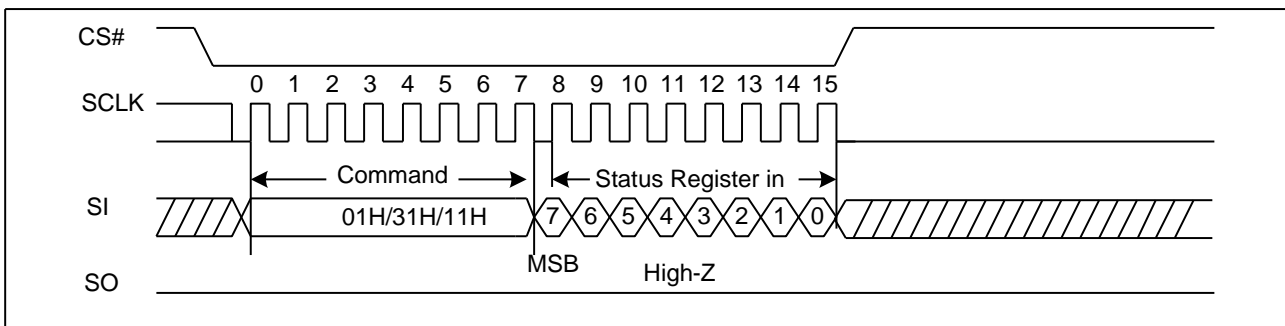 CS#
0 1 2 3 4 5 6 7 8 9 10 11 12 13 14 15
SCLK
Command Status Register in
SI 01H/31H/11H 7 6 5 4 3 2 1 0
MSB High-Z
SO